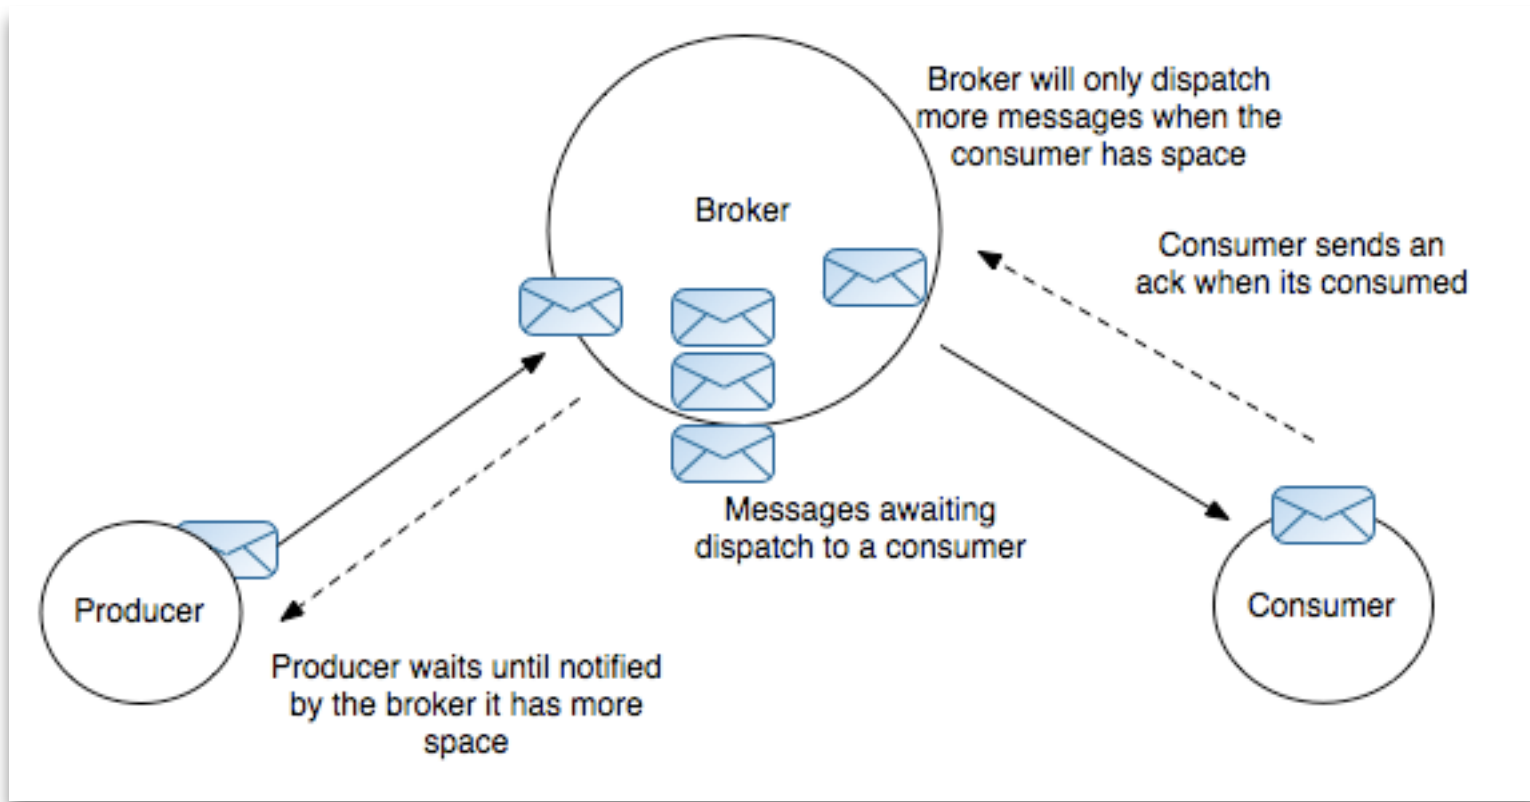 Broker will only dispatch
more messages when the
consumer has space
Broker
Consumer sends an
ack when its consumed
Messages awaiting
dispatch to a consumer
Producer
Consumer
Producer waits until notified
by the broker it has more
space